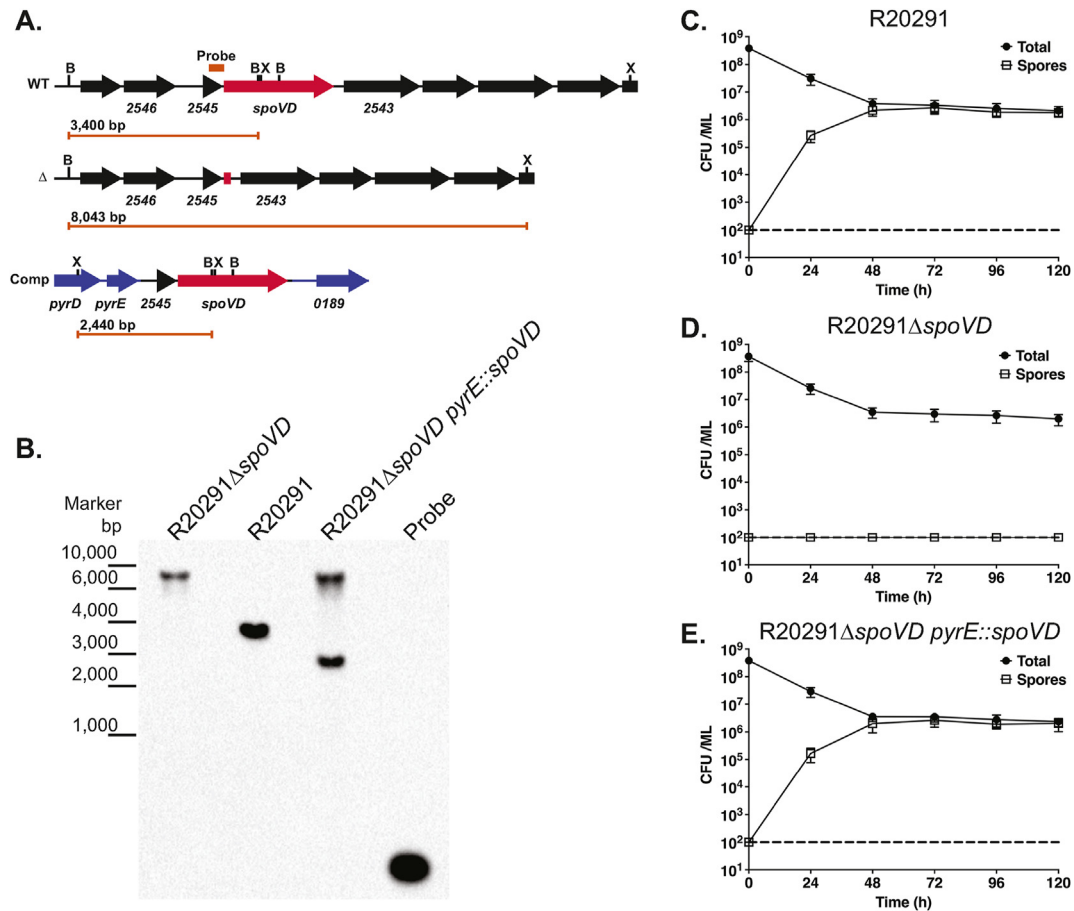 A.
Probe
B BX B X
WT
2546 2545 spoVD 2543
3,400 bp
B X
Δ
2546 2545 2543
8,043 bp
X BX B
Comp
pyrD pyrE 2545 spoVD 0189
2,440 bp
B.
Marker
bp
R20291ΔspoVD
R20291
R20291ΔspoVD pyrE::spoVD
Probe
10,000
6,000
4,000
3,000
2,000
1,000
C.
R20291
Total
Spores
CFU /ML
10⁹
10⁸
10⁷
10⁶
10⁵
10⁴
10³
10²
10¹
0 24 48 72 96 120
Time (h)
D.
R20291ΔspoVD
Total
Spores
CFU /ML
10⁹
10⁸
10⁷
10⁶
10⁵
10⁴
10³
10²
10¹
0 24 48 72 96 120
Time (h)
E.
R20291ΔspoVD pyrE::spoVD
Total
Spores
CFU /ML
10⁹
10⁸
10⁷
10⁶
10⁵
10⁴
10³
10²
10¹
0 24 48 72 96 120
Time (h)